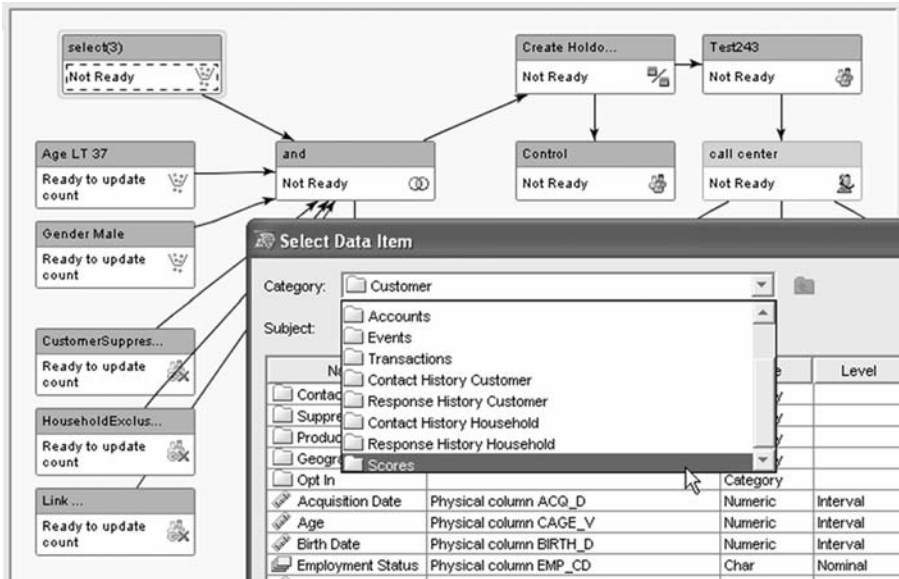 select(3)
Not Ready
Create Holdo...
Not Ready
Test243
Not Ready
Age LT 37
Ready to update
count
and
Not Ready
Control
Not Ready
call center
Not Ready
Gender Male
Ready to update
count
CustomerSuppres...
Ready to update
count
HouseholdExclus...
Ready to update
count
Link ...
Ready to update
count
Select Data Item
Category: Customer
Accounts
Events
Transactions
Contact History Customer
Response History Customer
Contact History Household
Response History Household
Scores
Subject:
Level
Opt In Category
Acquisition Date Physical column ACQ_D Numeric Interval
Age Physical column CAGE_V Numeric Interval
Birth Date Physical column BIRTH_D Numeric Interval
Employment Status Physical column EMP_CD Char Nominal